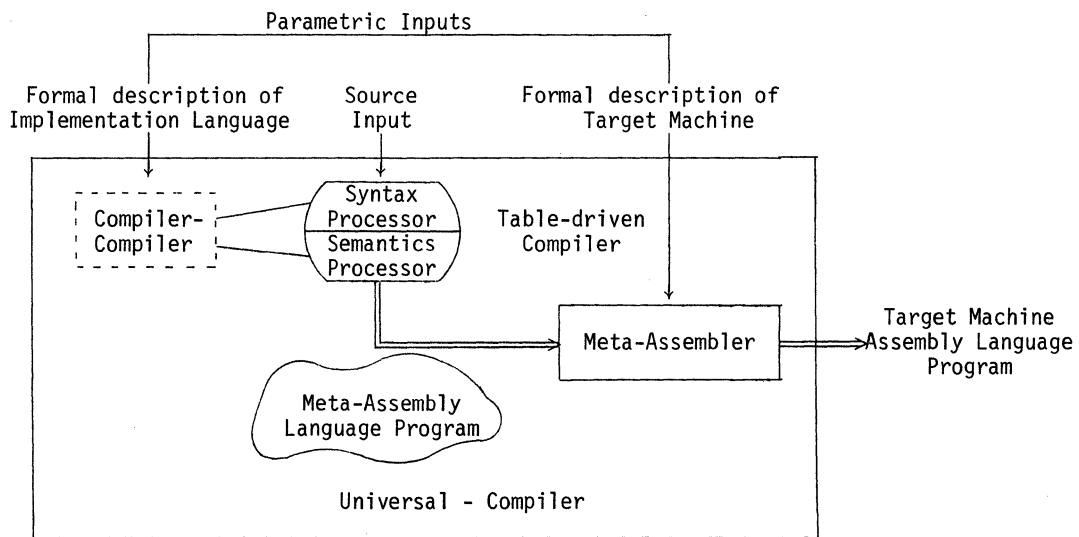 Parametric Inputs
Formal description of
Implementation Language
Source
Input
Formal description of
Target Machine
Compiler-
Compiler
Syntax
Processor
Semantics
Processor
Table-driven
Compiler
Meta-Assembler
Target Machine
Assembly Language
Program
Meta-Assembly
Language Program
Universal - Compiler